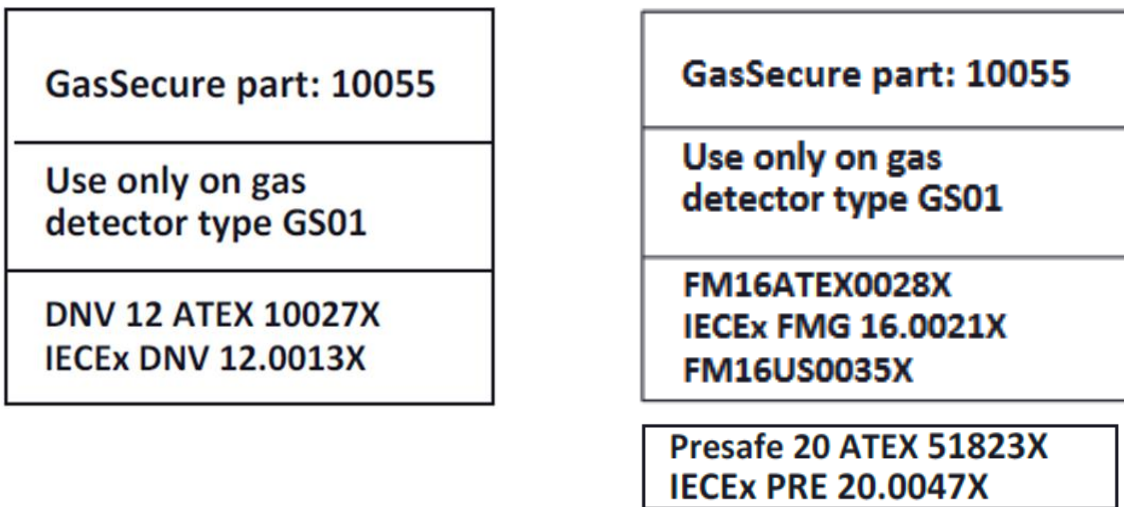 GasSecure part: 10055
Use only on gas
detector type GS01
DNV 12 ATEX 10027X
IECEx DNV 12.0013X
GasSecure part: 10055
Use only on gas
detector type GS01
FM16ATEX0028X
IECEx FMG 16.0021X
FM16US0035X
Presafe 20 ATEX 51823X
IECEx PRE 20.0047X